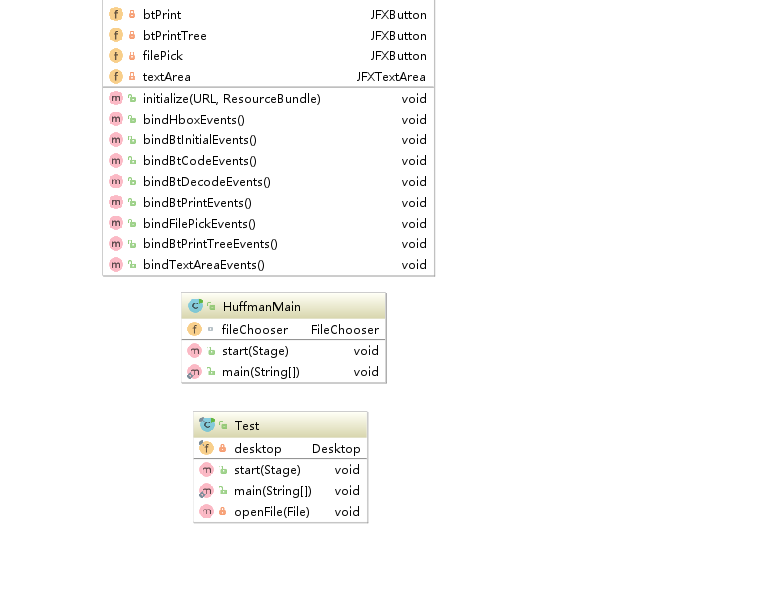 btPrint JFXButton
btPrintTree JFXButton
filePick JFXButton
textArea JFXTextArea
initialize(URL, ResourceBundle) void
bindHboxEvents() void
bindBtInitialEvents() void
bindBtCodeEvents() void
bindBtDecodeEvents() void
bindBtPrintEvents() void
bindFilePickEvents() void
bindBtPrintTreeEvents() void
bindTextAreaEvents() void
HuffmanMain
fileChooser FileChooser
start(Stage) void
main(String[]) void
Test
desktop Desktop
start(Stage) void
main(String[]) void
openFile(File) void